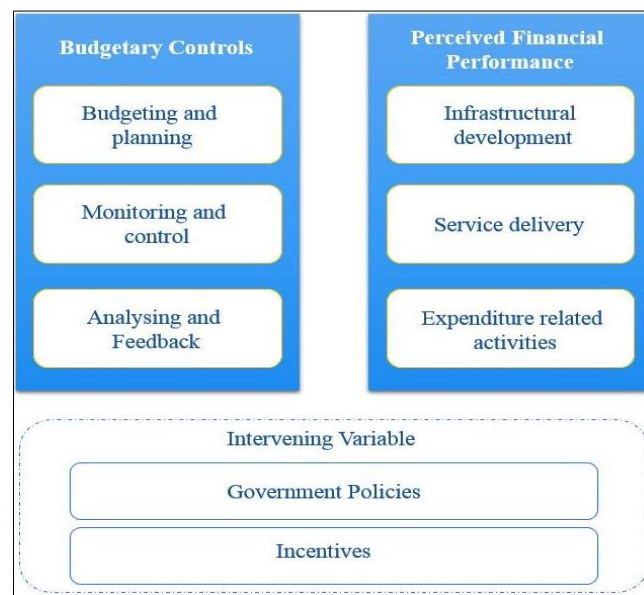 Budgetary Controls
Budgeting and
planning
Monitoring and
control
Analysing and
Feedback
Perceived Financial
Performance
Infrastructural
development
Service delivery
Expenditure related
activities
Intervening Variable
Government Policies
Incentives